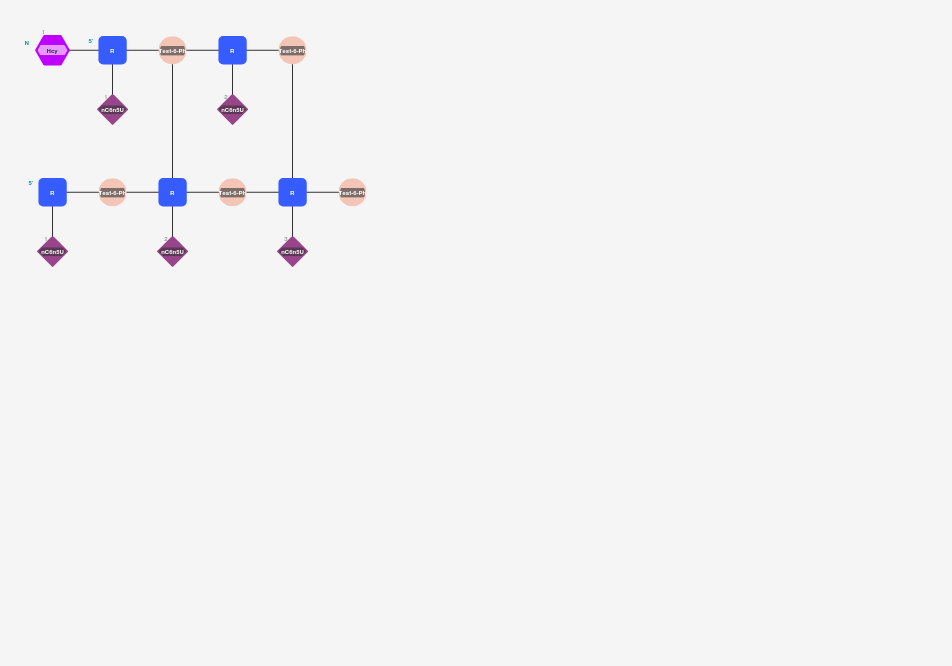 1
N Hcy 5' R Test-6-Ph R Test-6-Ph
1 nC6n5U 2 nC6n5U
5' R Test-6-Ph R Test-6-Ph R Test-6-Ph
1 nC6n5U 2 nC6n5U 3 nC6n5U